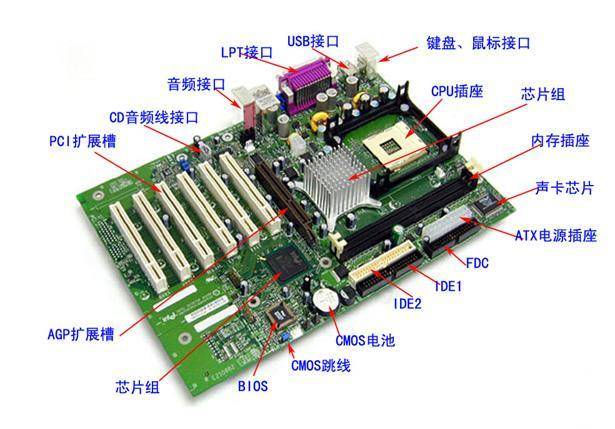 USB接口
键盘、鼠标接口
LPT接口
音频接口
CPU插座
芯片组
CD音频线接口
PCI扩展槽
内存插座
声卡芯片
ATX电源插座
FDC
IDE1
IDE2
AGP扩展槽
CMOS电池
CMOS跳线
芯片组
BIOS